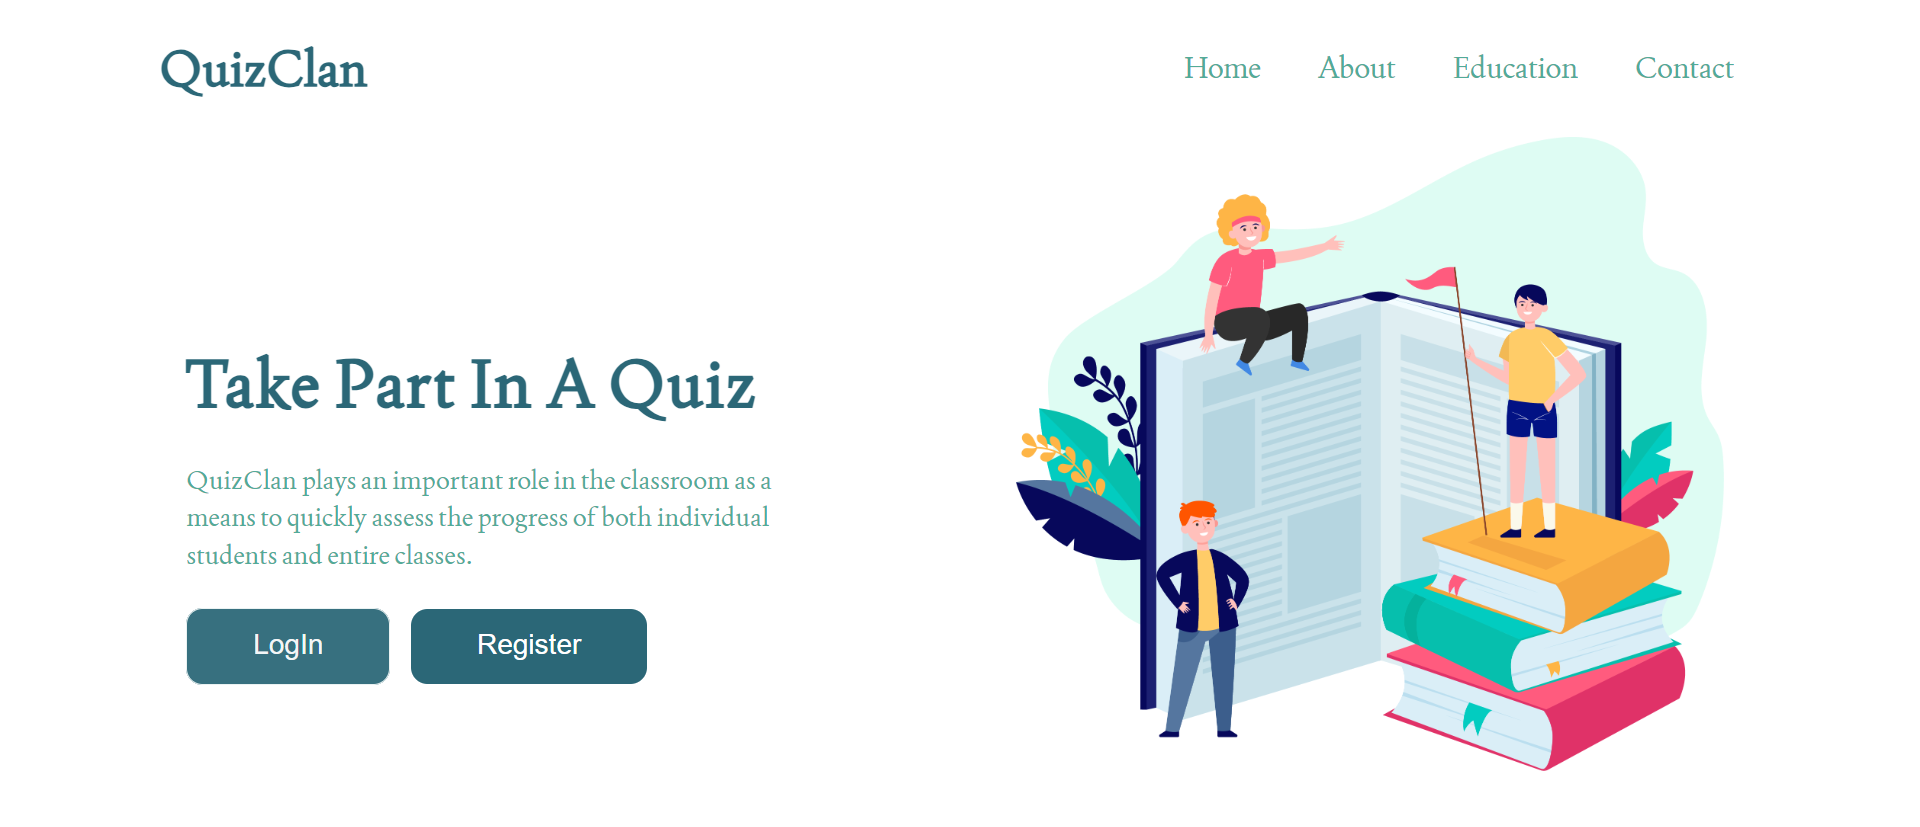 QuizClan
Home
About
Education
Contact
Take Part In A Quiz
QuizClan plays an important role in the classroom as a
means to quickly assess the progress of both individual
students and entire classes.
LogIn
Register